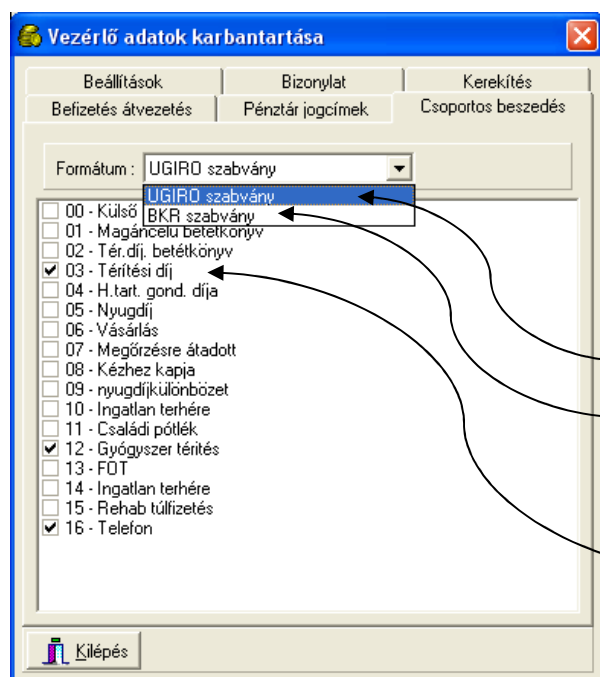 Vezérlő adatok karbantartása
Beállítások Bizonylat Kerekítés
Befizetés átvezetés Pénztár jogcímek Csoportos beszedés
Formátum : UGIRO szabvány
UGIRO szabvány
BKR szabvány
00 - Külső
01 - Magáncélú betétkönyv
02 - Tér.díj. betétkönyv
03 - Térítési díj
04 - H.tart. gond. díja
05 - Nyugdíj
06 - Vásárlás
07 - Megőrzésre átadott
08 - Kézhez kapja
09 - nyugdíjkülönbözet
10 - Ingatlan terhére
11 - Családi pótlék
12 - Gyógyszer térités
13 - FOT
14 - Ingatlan terhére
15 - Rehab túlfizetés
16 - Telefon
Kilépés